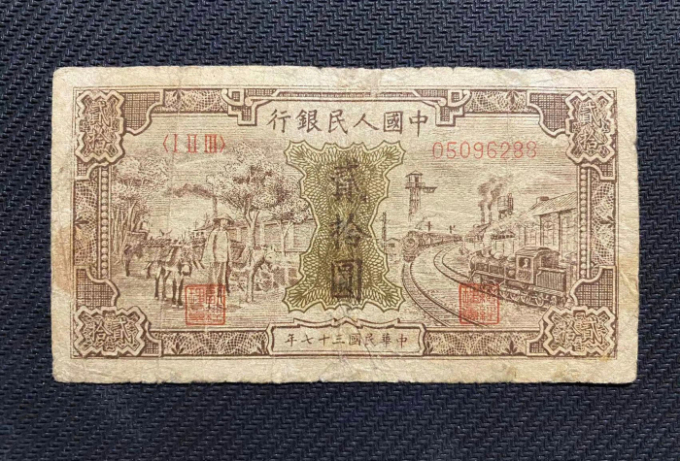 行銀民人國中
〈I II III〉
05096288
貳拾圓
年七十三國民華中
貳拾
貳拾
拾貳
拾貳